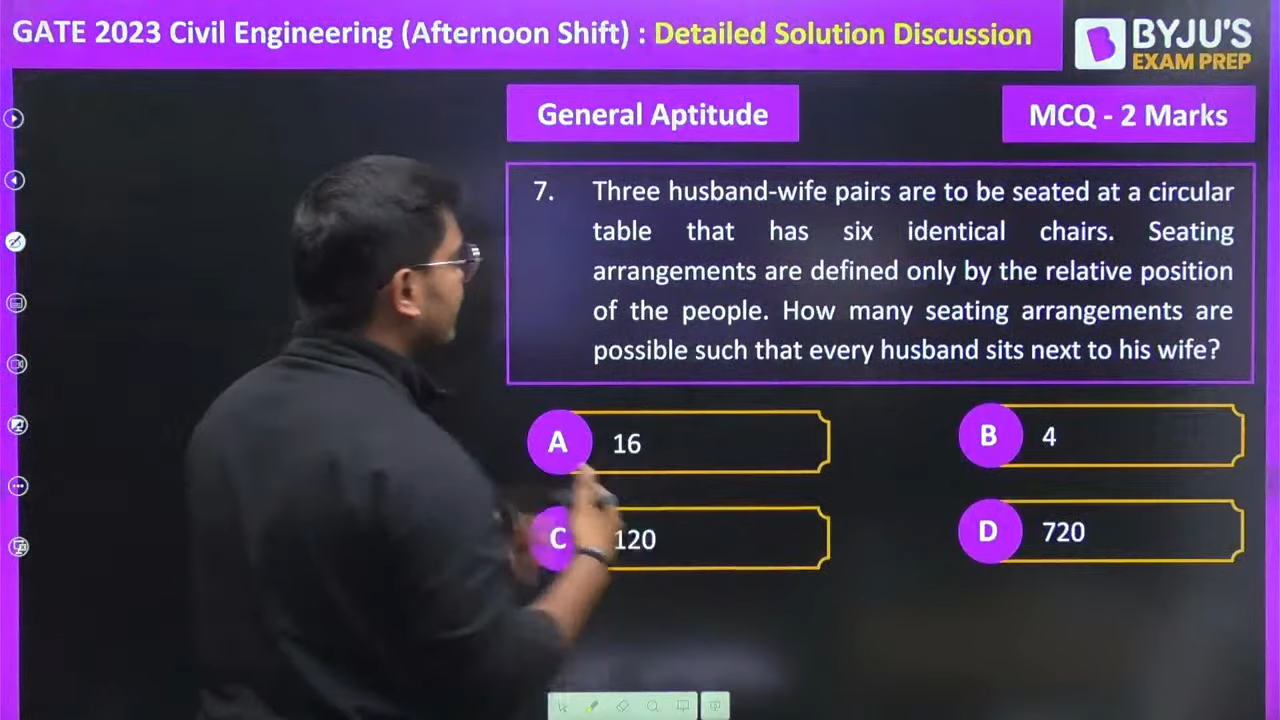 GATE 2023 Civil Engineering (Afternoon Shift) : Detailed Solution Discussion
BYJU'S
EXAM PREP
General Aptitude
MCQ - 2 Marks
7. Three husband-wife pairs are to be seated at a circular
table that has six identical chairs. Seating
arrangements are defined only by the relative position
of the people. How many seating arrangements are
possible such that every husband sits next to his wife?
A 16
B 4
C 120
D 720